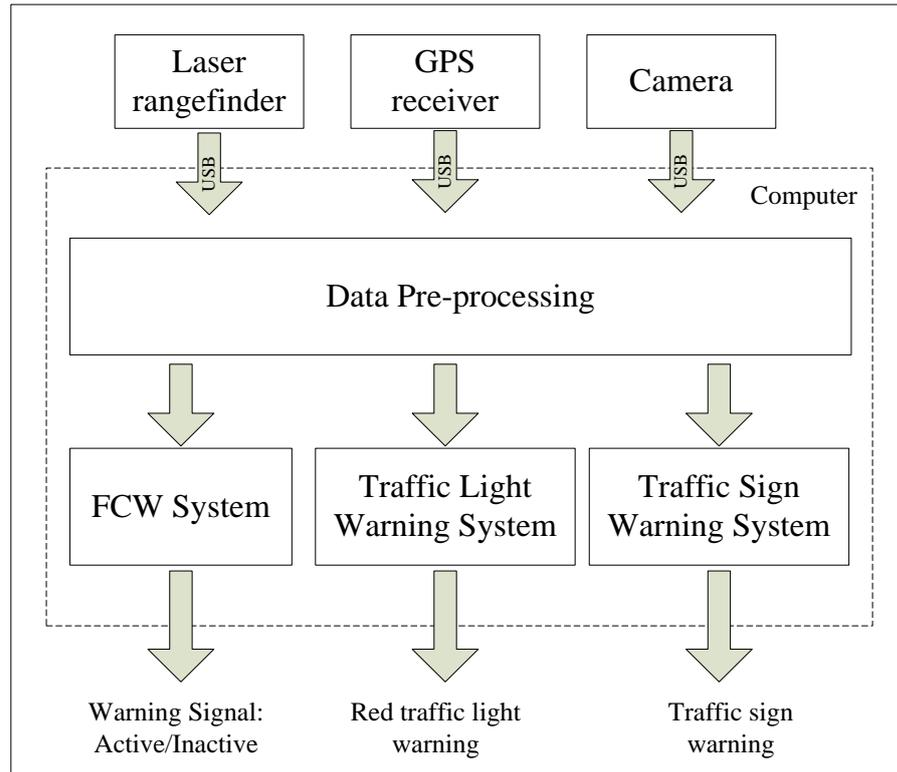 Laser
rangefinder
GPS
receiver
Camera
USB
USB
USB
Computer
Data Pre-processing
FCW System
Traffic Light
Warning System
Traffic Sign
Warning System
Warning Signal:
Active/Inactive
Red traffic light
warning
Traffic sign
warning